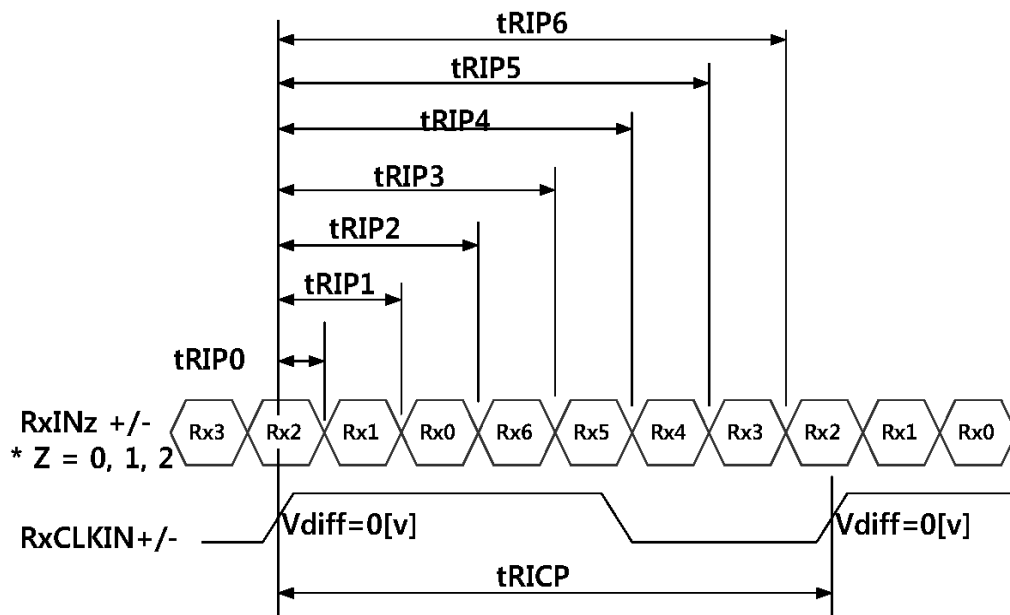 tRIP6
tRIP5
tRIP4
tRIP3
tRIP2
tRIP1
tRIP0
RxINz +/-
* Z = 0, 1, 2
Rx3 Rx2 Rx1 Rx0 Rx6 Rx5 Rx4 Rx3 Rx2 Rx1 Rx0
RxCLKIN+/-
Vdiff=0[v] Vdiff=0[v]
tRICP